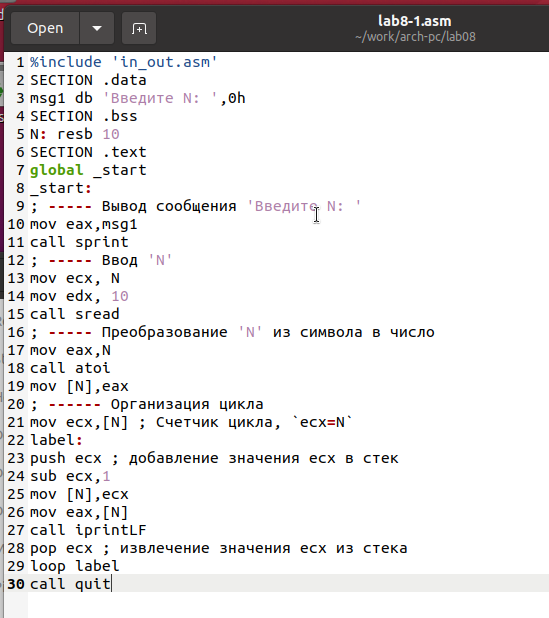 Open
lab8-1.asm
~/work/arch-pc/lab08
1 %include 'in_out.asm'
2 SECTION .data
3 msg1 db 'Введите N: ',0h
4 SECTION .bss
5 N: resb 10
6 SECTION .text
7 global _start
8 _start:
9 ; ----- Вывод сообщения 'Введите N: '
10 mov eax,msg1
11 call sprint
12 ; ----- Ввод 'N'
13 mov ecx, N
14 mov edx, 10
15 call sread
16 ; ----- Преобразование 'N' из символа в число
17 mov eax,N
18 call atoi
19 mov [N],eax
20 ; ------ Организация цикла
21 mov ecx,[N] ; Счетчик цикла, `ecx=N`
22 label:
23 push ecx ; добавление значения ecx в стек
24 sub ecx,1
25 mov [N],ecx
26 mov eax,[N]
27 call iprintLF
28 pop ecx ; извлечение значения ecx из стека
29 loop label
30 call quit